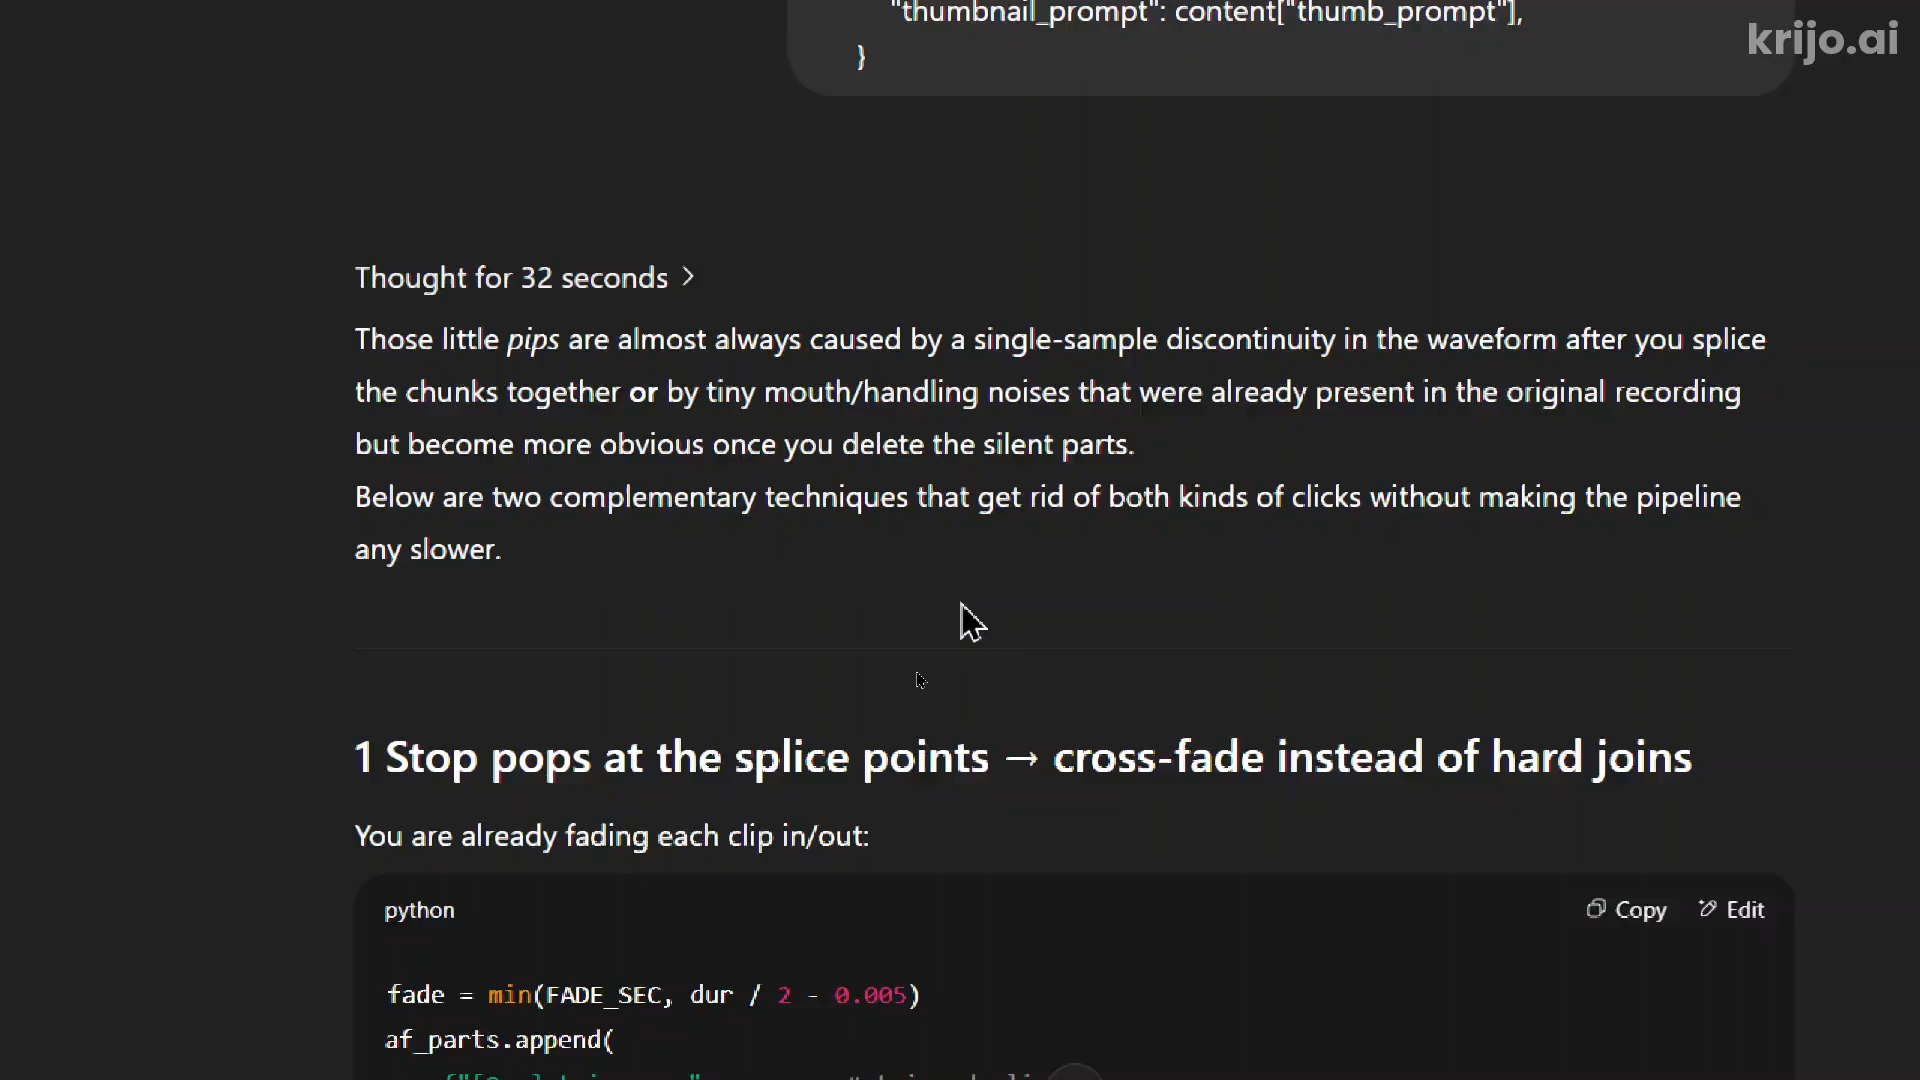 "thumbnail_prompt": content["thumb_prompt"],
}
krijo.ai
Thought for 32 seconds >
Those little pips are almost always caused by a single-sample discontinuity in the waveform after you splice
the chunks together or by tiny mouth/handling noises that were already present in the original recording
but become more obvious once you delete the silent parts.
Below are two complementary techniques that get rid of both kinds of clicks without making the pipeline
any slower.
1 Stop pops at the splice points → cross-fade instead of hard joins
You are already fading each clip in/out:
python
Copy
Edit
fade = min(FADE_SEC, dur / 2 - 0.005)
af_parts.append(